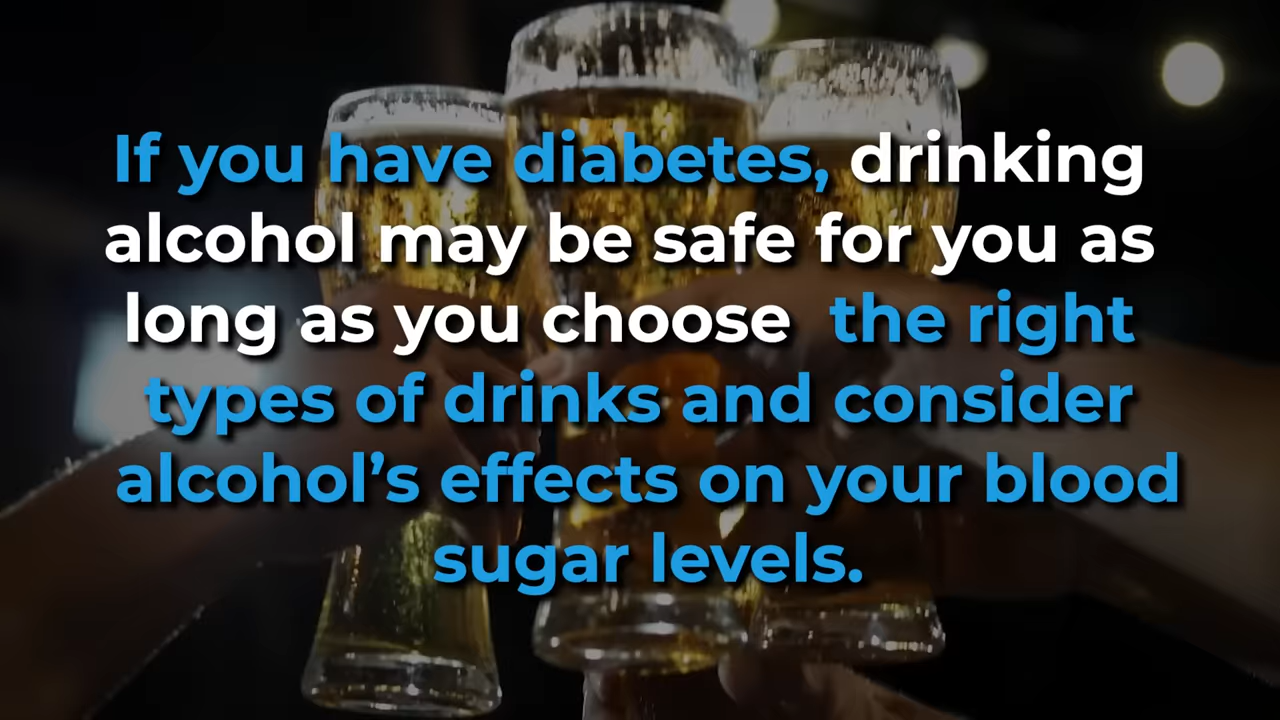 If you have diabetes, drinking
alcohol may be safe for you as
long as you choose the right
types of drinks and consider
alcohol’s effects on your blood
sugar levels.